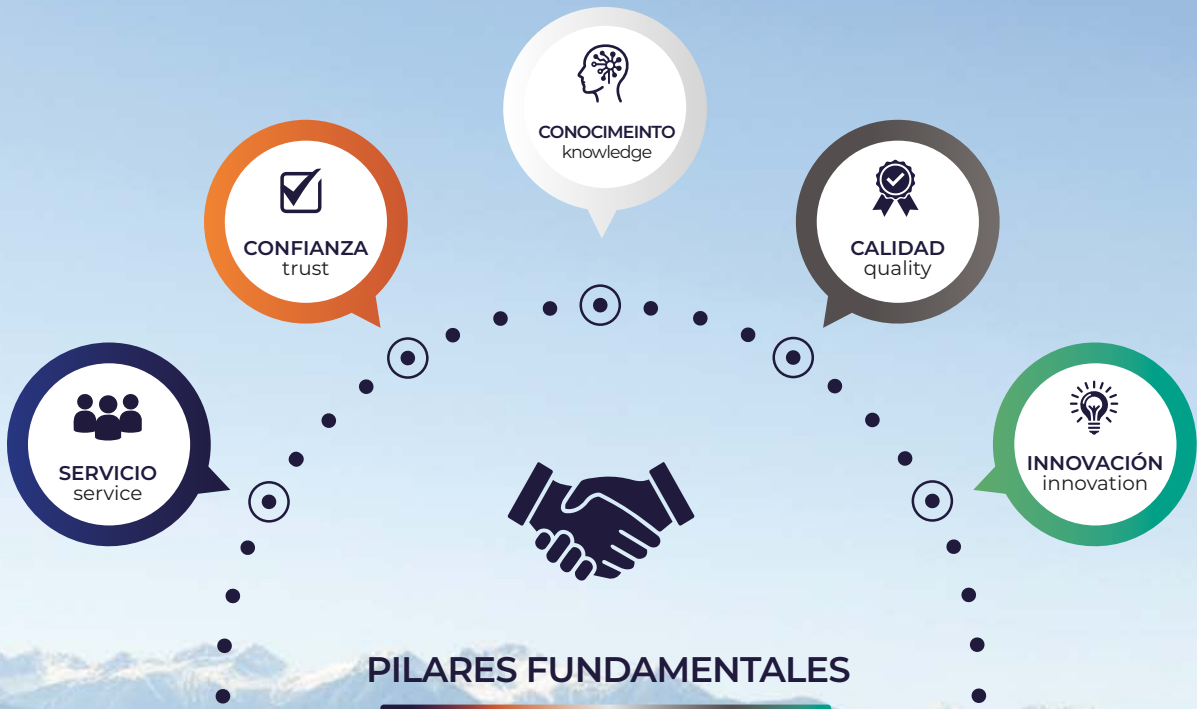 CONOCIMEINTO
knowledge
CONFIANZA
trust
CALIDAD
quality
SERVICIO
service
INNOVACIÓN
innovation
PILARES FUNDAMENTALES